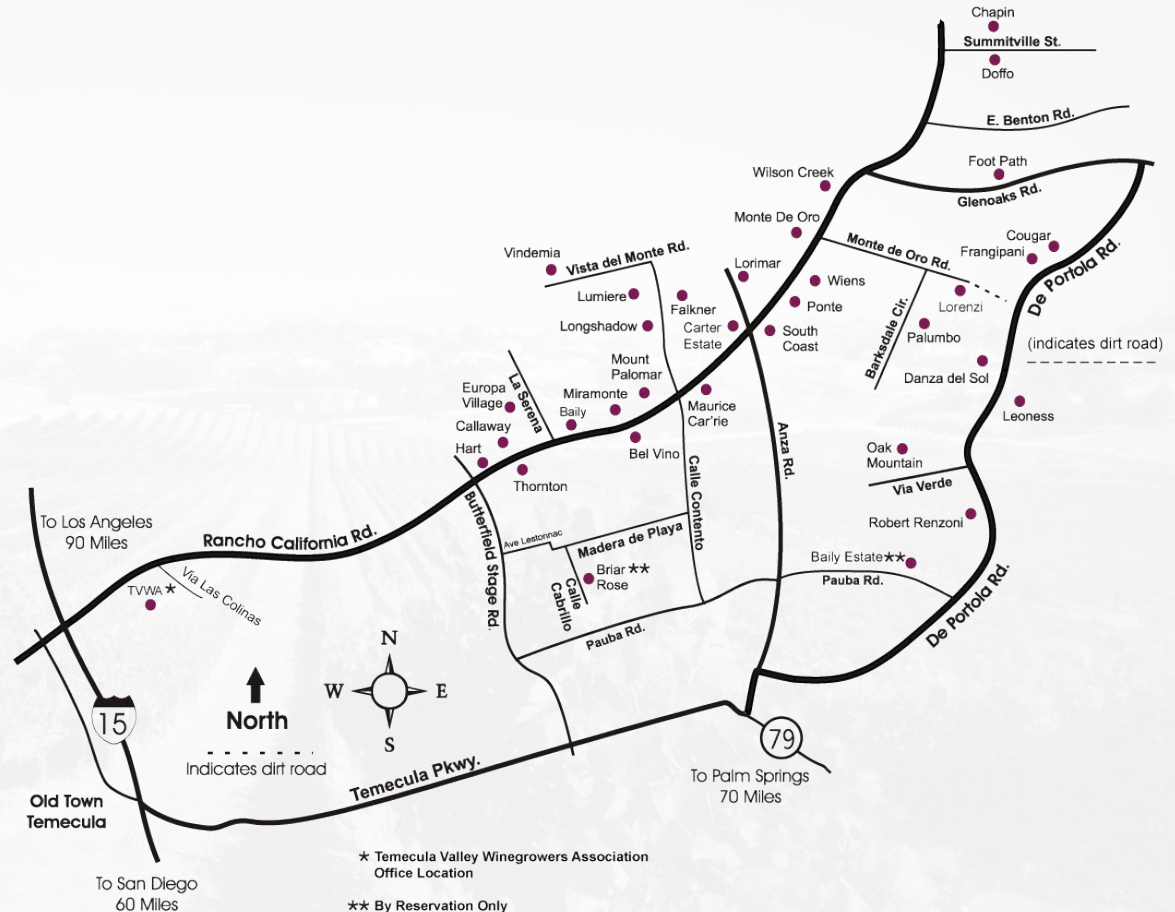 Chapin
Summitville St.
Doffo
E. Benton Rd.
Foot Path
Wilson Creek
Glenoaks Rd.
Monte De Oro
Cougar
Monte de Oro Rd.
Frangipani
Vindemia
Vista del Monte Rd.
Lorimar
De Portola Rd.
Wiens
Lumiere
Falkner
Ponte
Lorenzi
Longshadow
Carter
Estate
South
Coast
Barksdale Cir.
Palumbo
(indicates dirt road)
Mount
Palomar
Danza del Sol
La Serena
Europa
Village
Miramonte
Baily
Maurice
Car'rie
Leoness
Callaway
Hart
Bel Vino
Anza Rd.
Oak
Mountain
Thornton
Via Verde
Calle Contento
Butterfield Stage Rd.
Robert Renzoni
To Los Angeles
90 Miles
Rancho California Rd.
Ave Lestonnac
Madera de Playa
Baily Estate**
Pauba Rd.
Via Las Colinas
TVWA *
Briar **
Rose
Calle
Cabrillo
De Portola Rd.
Pauba Rd.
N
W
E
S
15
North
79
Indicates dirt road
Temecula Pkwy.
To Palm Springs
70 Miles
Old Town
Temecula
* Temecula Valley Winegrowers Association
Office Location
To San Diego
60 Miles
** By Reservation Only